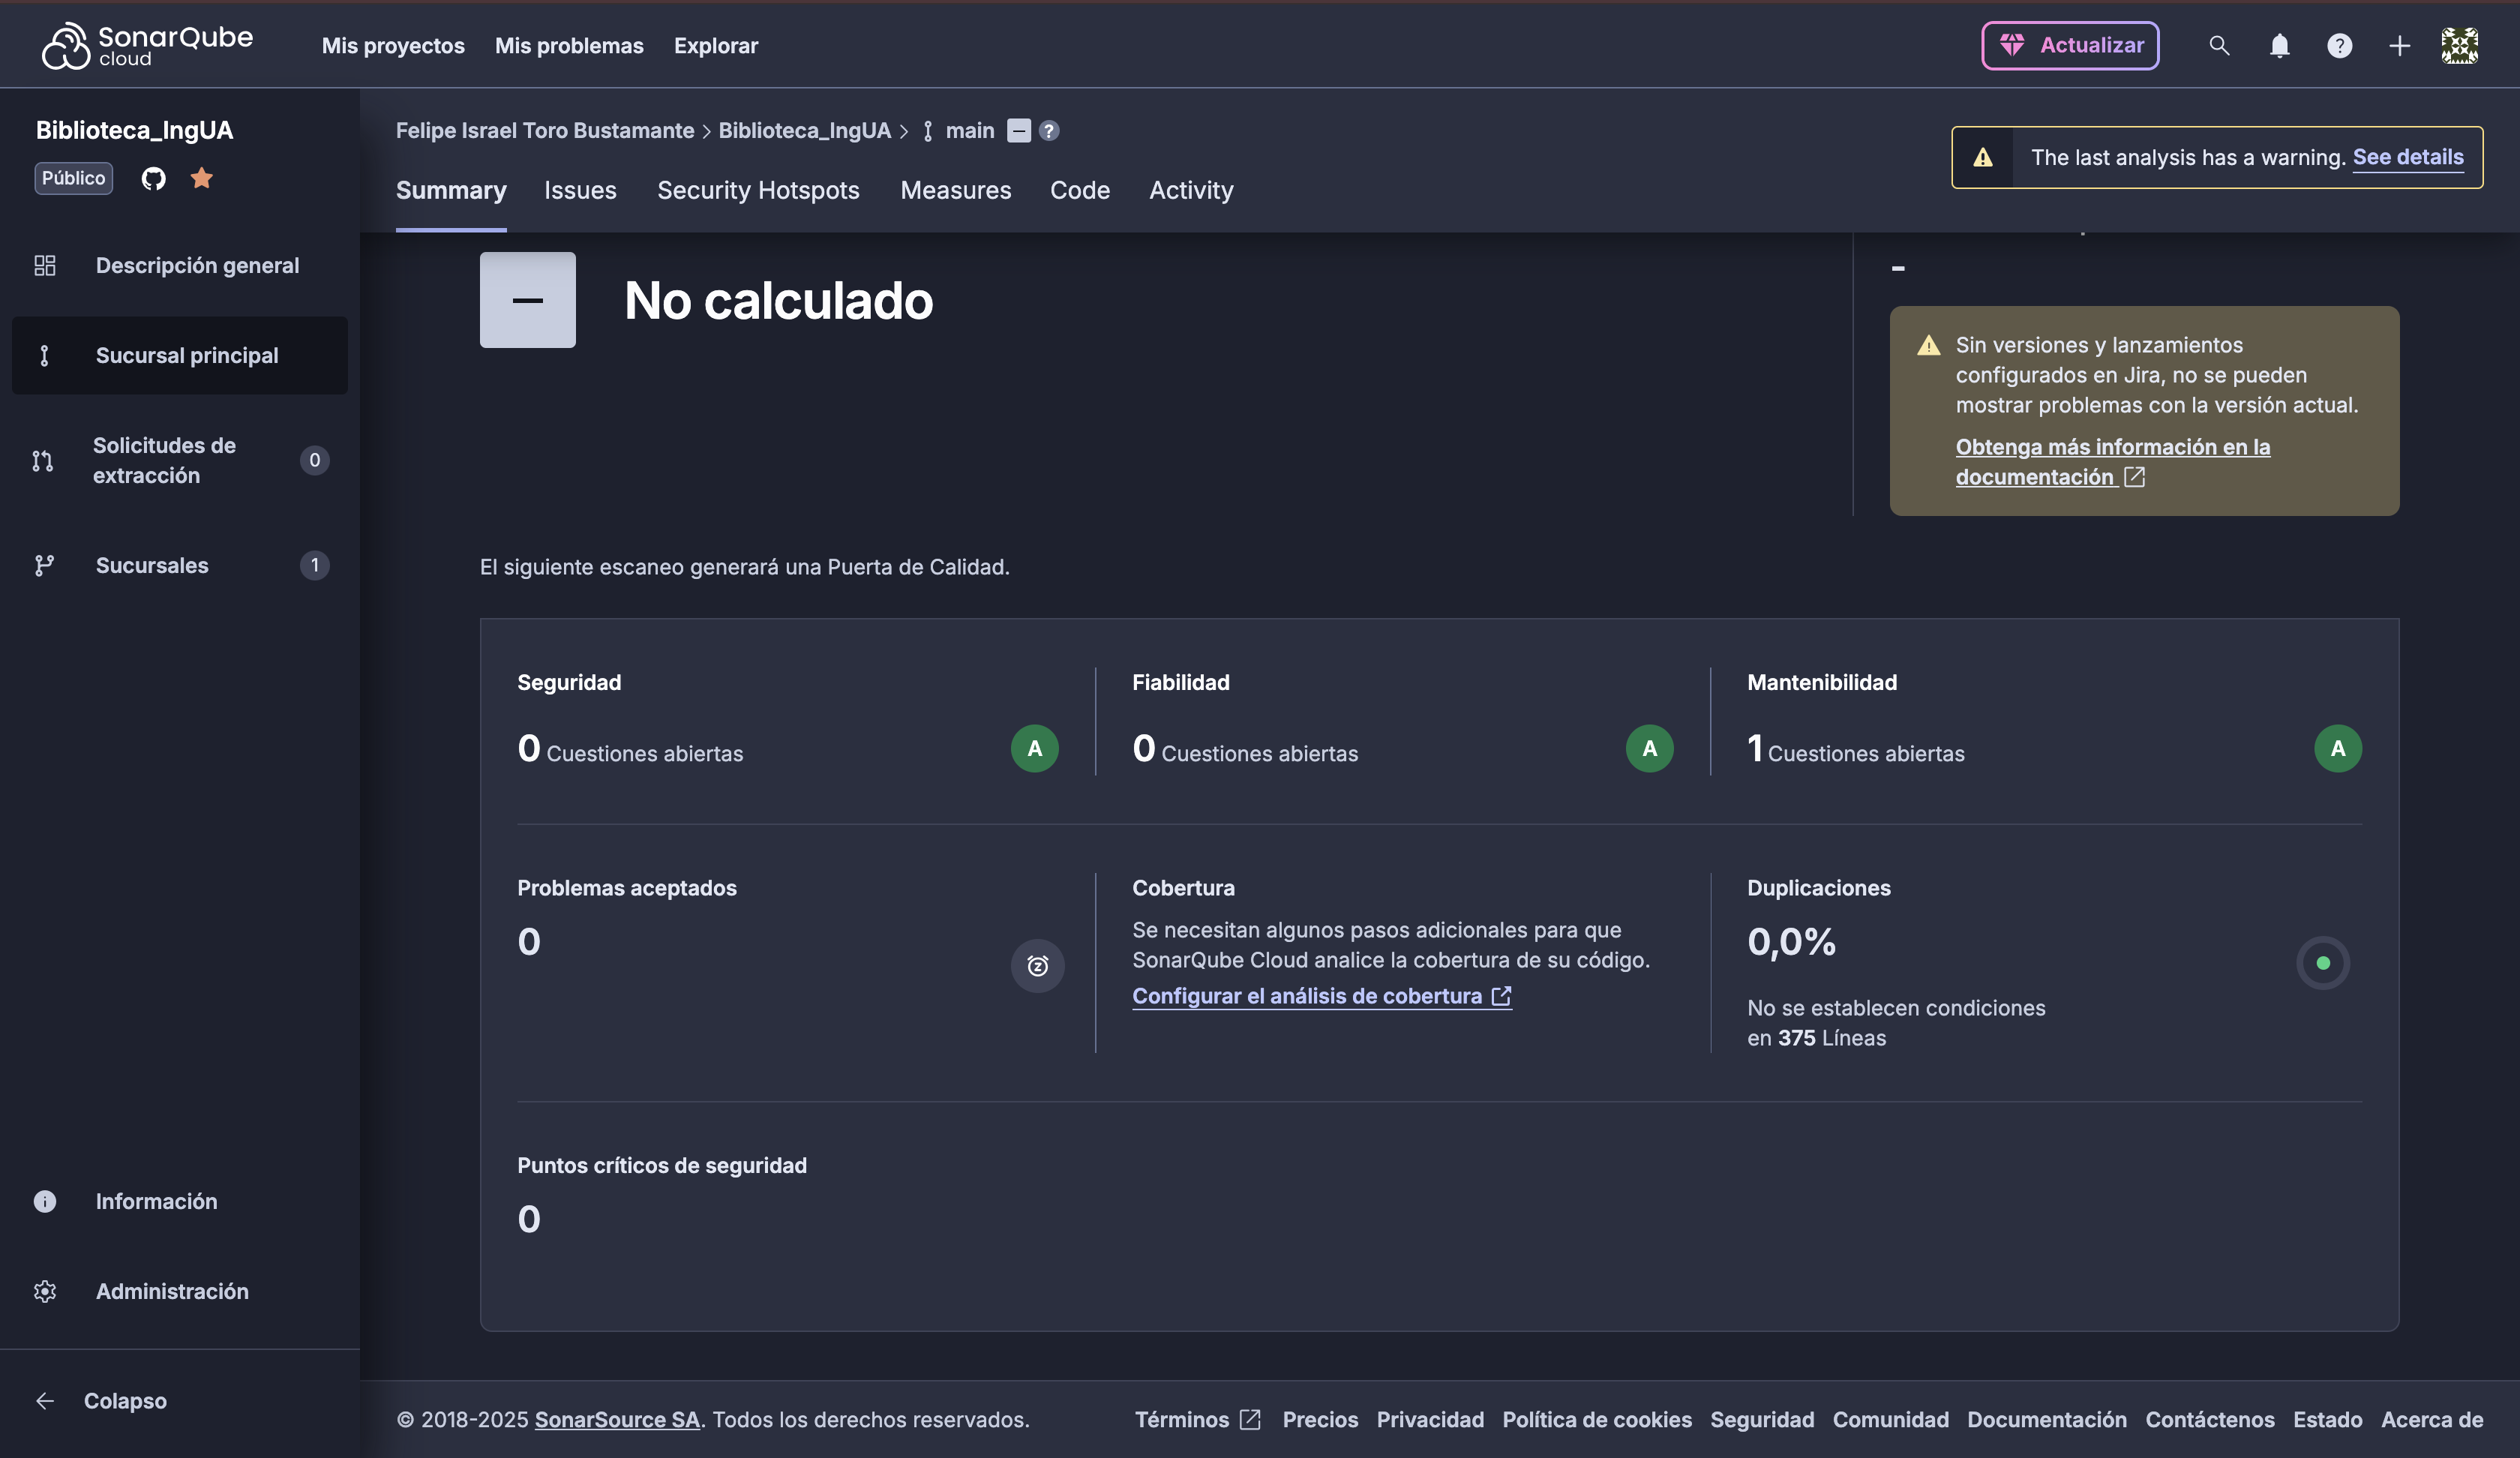 SonarQube
cloud
Mis proyectos
Mis problemas
Explorar
Actualizar
Biblioteca_IngUA
Público
Descripción general
Sucursal principal
Solicitudes de
extracción
0
Sucursales
1
Información
Administración
Colapso
Felipe Israel Toro Bustamante > Biblioteca_IngUA > main
The last analysis has a warning. See details
Summary
Issues
Security Hotspots
Measures
Code
Activity
No calculado
-
Sin versiones y lanzamientos
configurados en Jira, no se pueden
mostrar problemas con la versión actual.
Obtenga más información en la
documentación
El siguiente escaneo generará una Puerta de Calidad.
Seguridad
0 Cuestiones abiertas
A
Fiabilidad
0 Cuestiones abiertas
A
Mantenibilidad
1 Cuestiones abiertas
A
Problemas aceptados
0
Cobertura
Se necesitan algunos pasos adicionales para que
SonarQube Cloud analice la cobertura de su código.
Configurar el análisis de cobertura
Duplicaciones
0,0%
No se establecen condiciones
en 375 Líneas
Puntos críticos de seguridad
0
© 2018-2025 SonarSource SA. Todos los derechos reservados.
Términos
Precios
Privacidad
Política de cookies
Seguridad
Comunidad
Documentación
Contáctenos
Estado
Acerca de